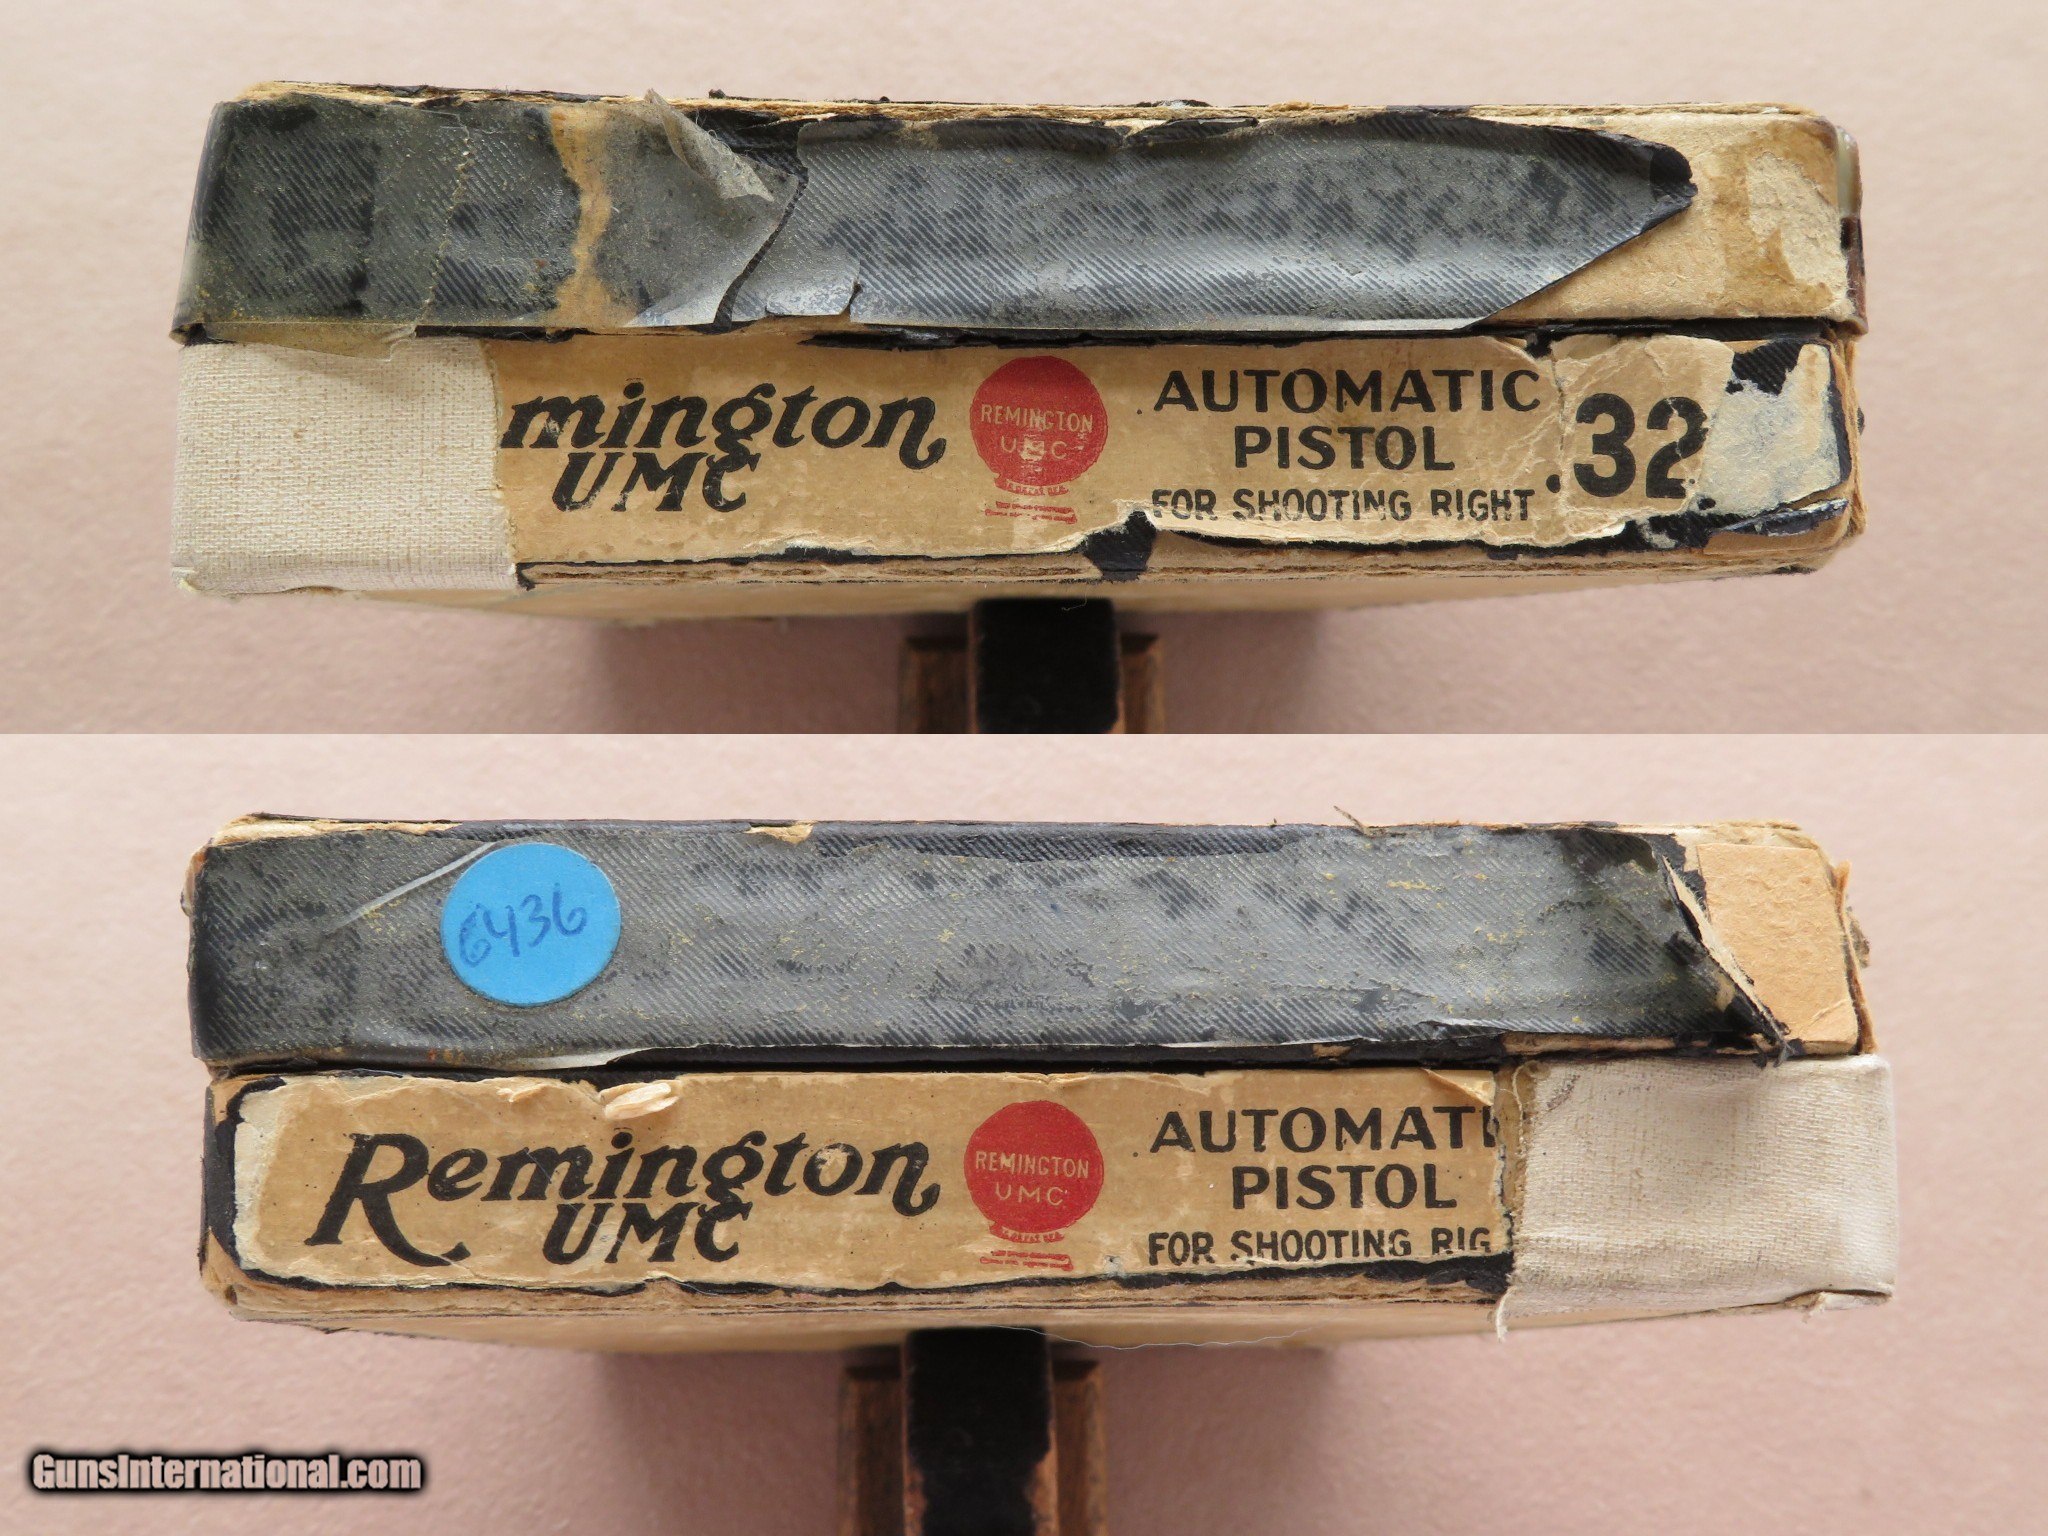 mington
UMC
REMINGTON
UMC
AUTOMATIC
PISTOL
FOR SHOOTING RIGHT
.32
6436
Remington
UMC
REMINGTON
UMC
AUTOMATI
PISTOL
FOR SHOOTING RIG
GunsInternational.com